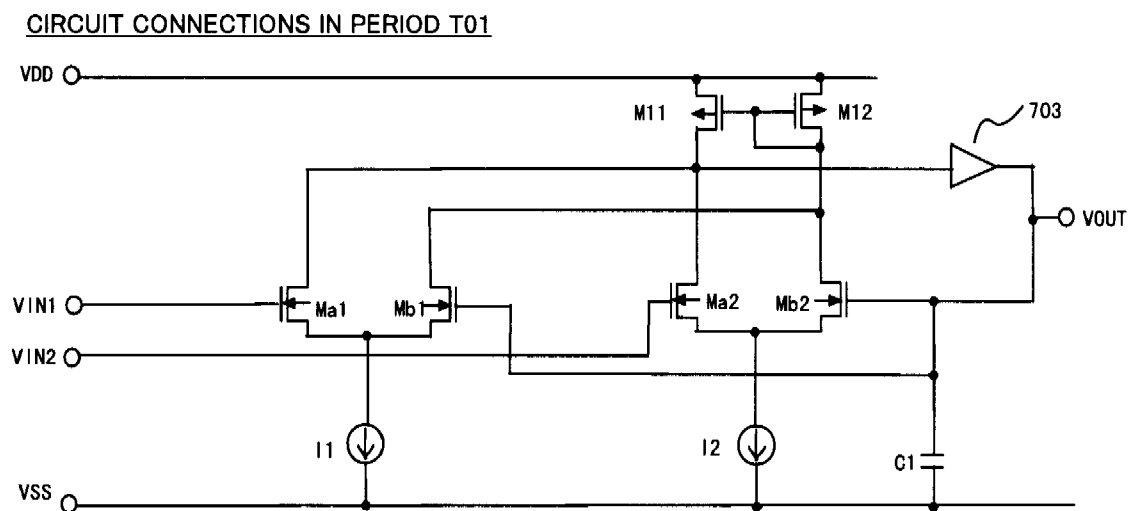 CIRCUIT CONNECTIONS IN PERIOD T01
VDD
M11
M12
703
VOUT
VIN1
Ma1
Mb1
Ma2
Mb2
VIN2
I1
I2
C1
VSS